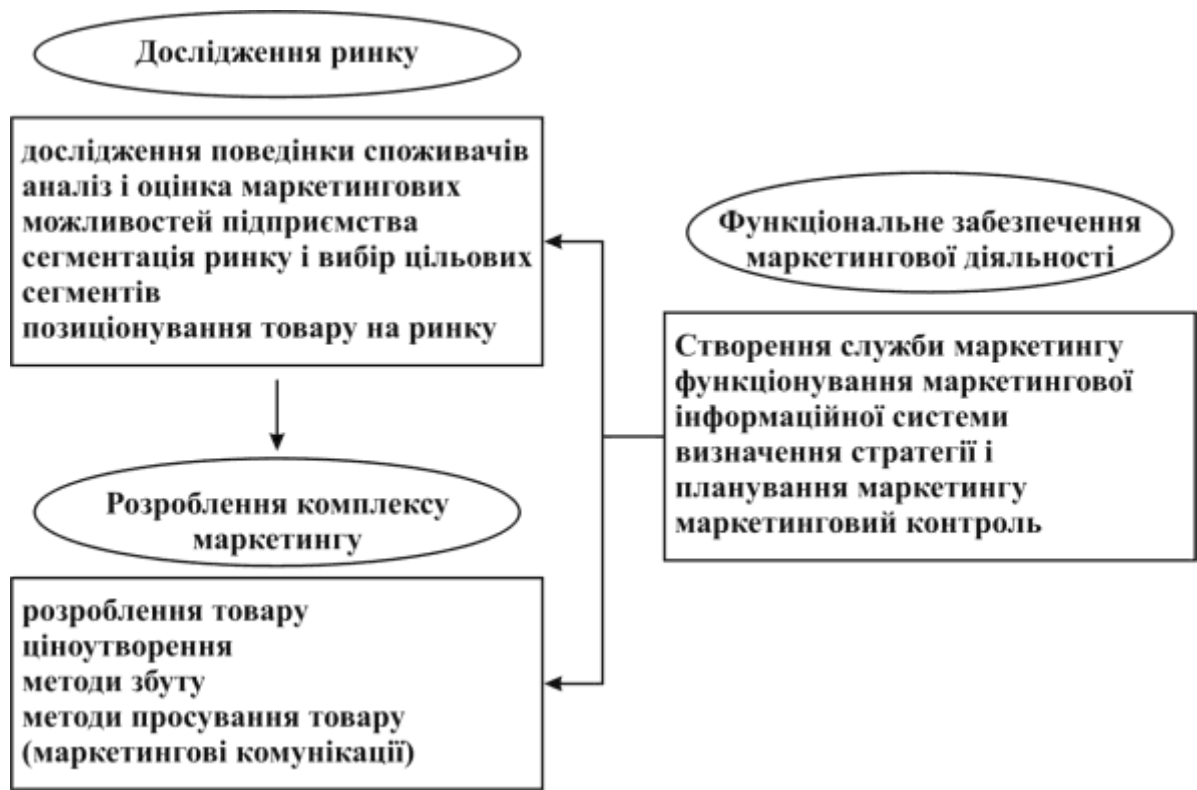 Дослідження ринку
дослідження поведінки споживачів
аналіз і оцінка маркетингових
можливостей підприємства
сегментація ринку і вибір цільових
сегментів
позиціонування товару на ринку
Розроблення комплексу
маркетингу
розроблення товару
ціноутворення
методи збуту
методи просування товару
(маркетингові комунікації)
Функціональне забезпечення
маркетингової діяльності
Створення служби маркетингу
функціонування маркетингової
інформаційної системи
визначення стратегії і
планування маркетингу
маркетинговий контроль